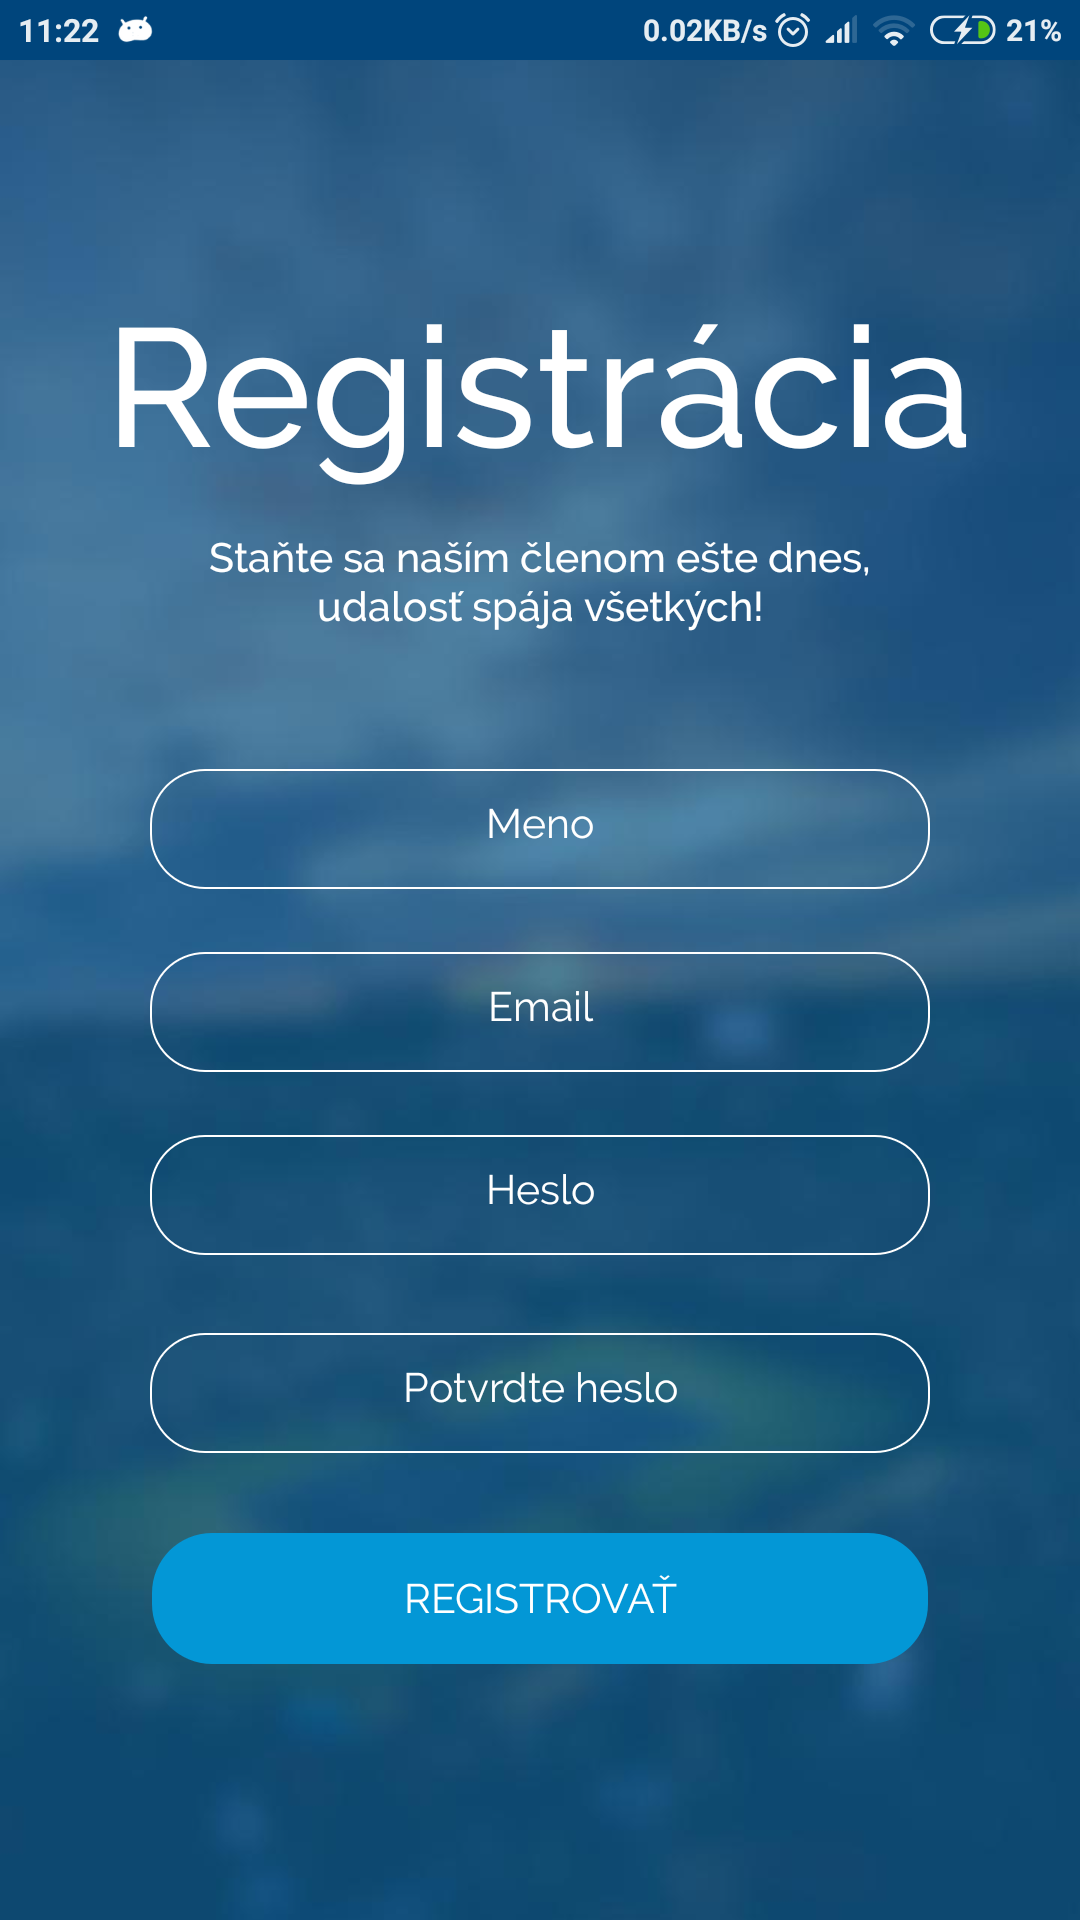 11:22 0.02KB/s 21%
Registrácia
Staňte sa naším členom ešte dnes,
udalosť spája všetkých!
Meno
Email
Heslo
Potvrdte heslo
REGISTROVAŤ